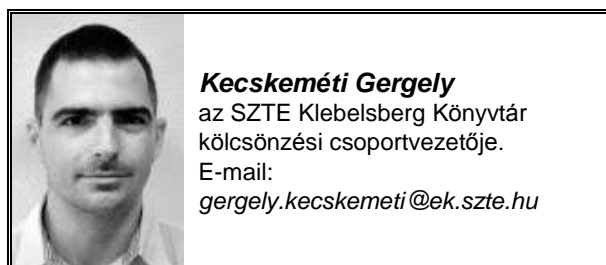 Kecskeméti Gergely
az SZTE Klebelsberg Könyvtár
kölcsönzési csoportvezetője.
E-mail:
gergely.kecskemeti@ek.szte.hu